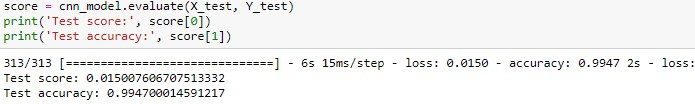 score = cnn_model.evaluate(X_test, Y_test)
print('Test score:', score[0])
print('Test accuracy:', score[1])
313/313 [==============================] - 6s 15ms/step - loss: 0.0150 - accuracy: 0.9947 2s - loss:
Test score: 0.015007606707513332
Test accuracy: 0.994700014591217